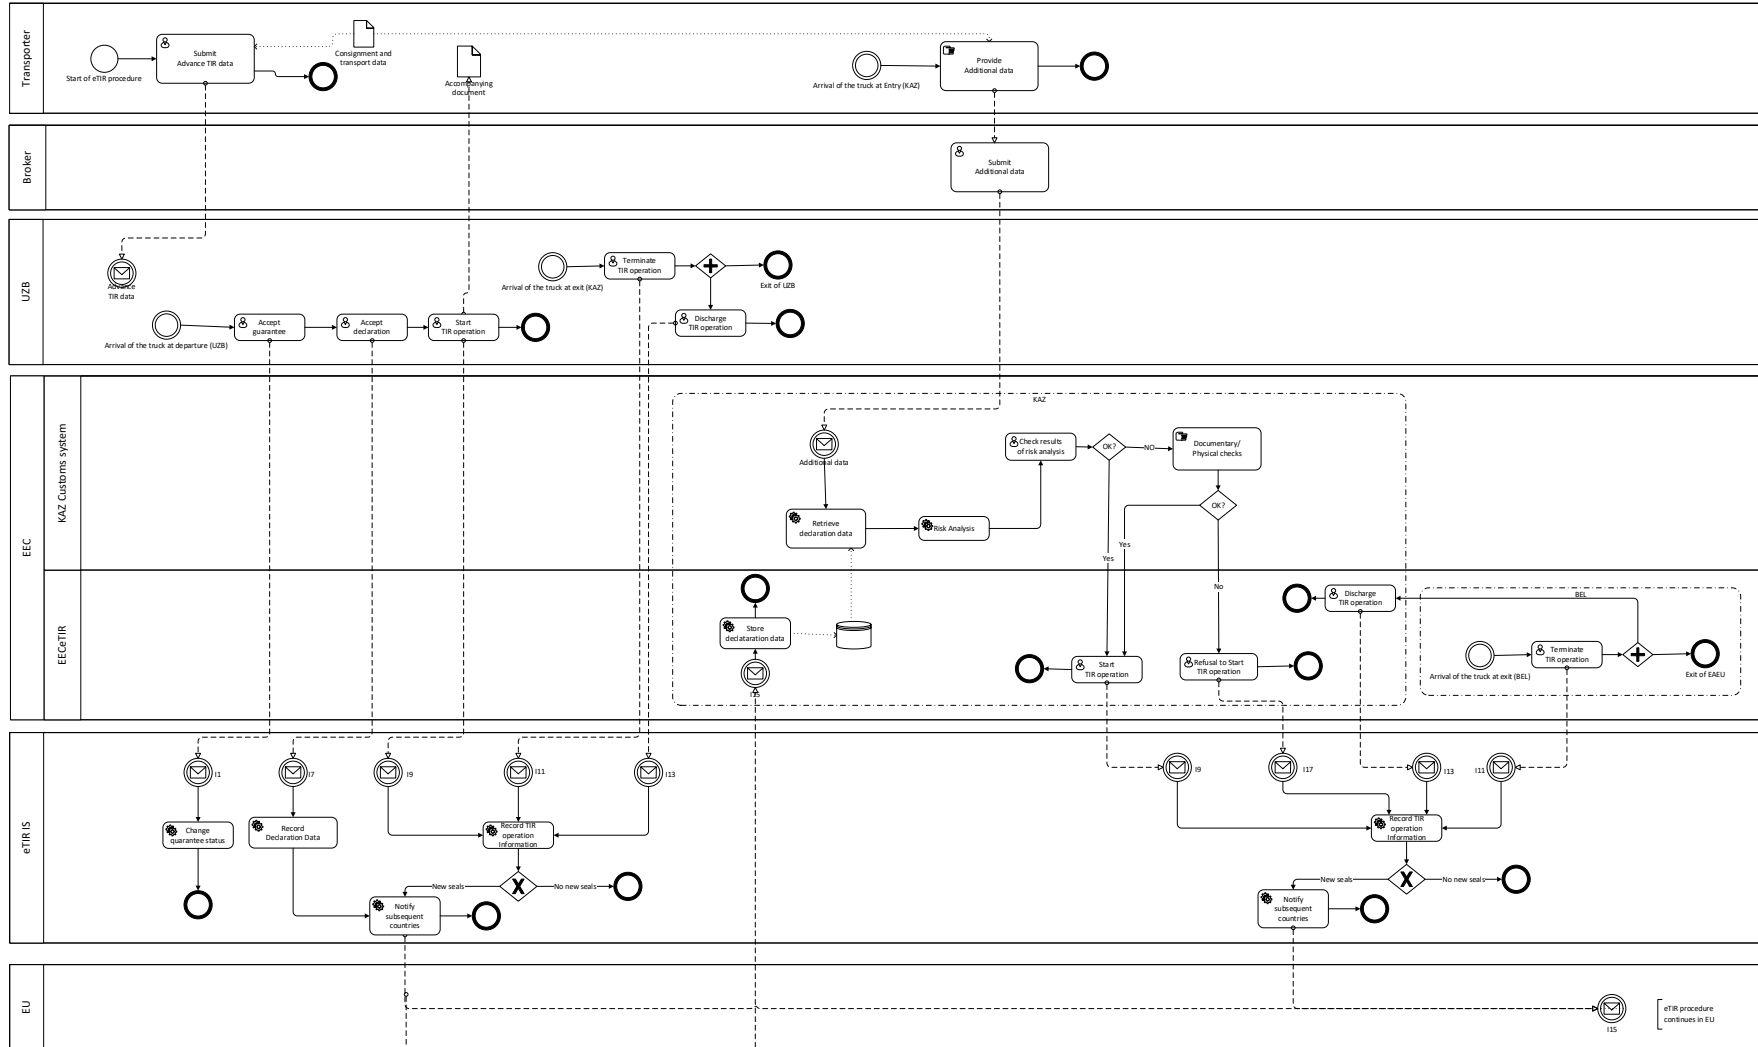 Transporter
Start of eTIR procedure
Submit
Advance TIR data
Consignment and
transport data
Accompanying
document
Arrival of the truck at Entry (KAZ)
Provide
Additional data
Broker
Submit
Additional data
UZB
Advance
TIR data
Arrival of the truck at departure (UZB)
Accept
guarantee
Accept
declaration
Start
TIR operation
Arrival of the truck at exit (KAZ)
Terminate
TIR operation
Exit of UZB
Discharge
TIR operation
EEC
KAZ Customs system
KAZ
Additional data
Retrieve
declaration data
Risk Analysis
Check results
of risk analysis
OK?
NO
Documentary/
Physical checks
OK?
Yes
Yes
No
EECeTIR
Store
declataration data
I15
Start
TIR operation
Refusal to Start
TIR operation
Discharge
TIR operation
BEL
Arrival of the truck at exit (BEL)
Terminate
TIR operation
Exit of EAEU
eTIR IS
I1
I7
I9
I11
I13
Change
quarantee status
Record
Declaration Data
Record TIR
operation
Information
New seals
No new seals
Notify
subsequent
countries
I9
I17
I13
I11
Record TIR
operation
Information
New seals
No new seals
Notify
subsequent
countries
EU
I15
eTIR procedure
continues in EU